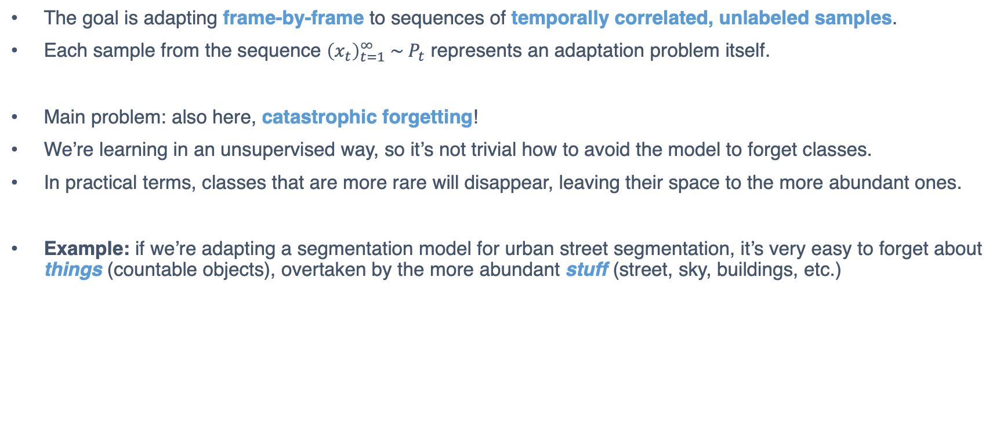 • The goal is adapting frame-by-frame to sequences of temporally correlated, unlabeled samples.
• Each sample from the sequence $(x_t)_{t=1}^{\infty} \sim P_t$ represents an adaptation problem itself.
• Main problem: also here, catastrophic forgetting!
• We’re learning in an unsupervised way, so it’s not trivial how to avoid the model to forget classes.
• In practical terms, classes that are more rare will disappear, leaving their space to the more abundant ones.
• Example: if we’re adapting a segmentation model for urban street segmentation, it’s very easy to forget about
things (countable objects), overtaken by the more abundant stuff (street, sky, buildings, etc.)